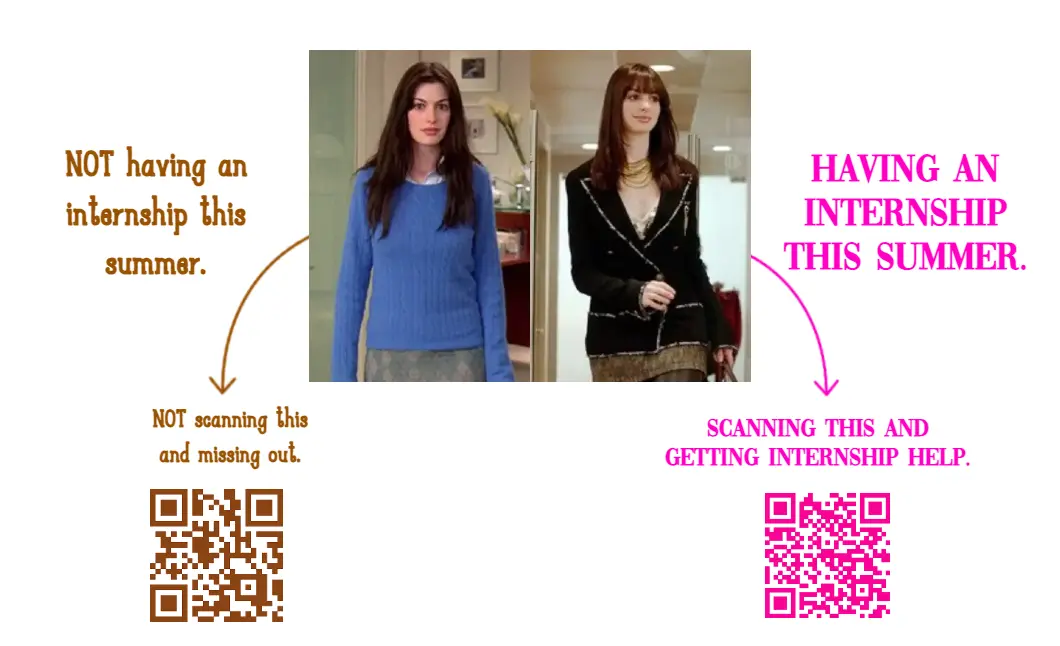 NOT having an
internship this
summer.
NOT scanning this
and missing out.
HAVING AN
INTERNSHIP
THIS SUMMER.
SCANNING THIS AND
GETTING INTERNSHIP HELP.